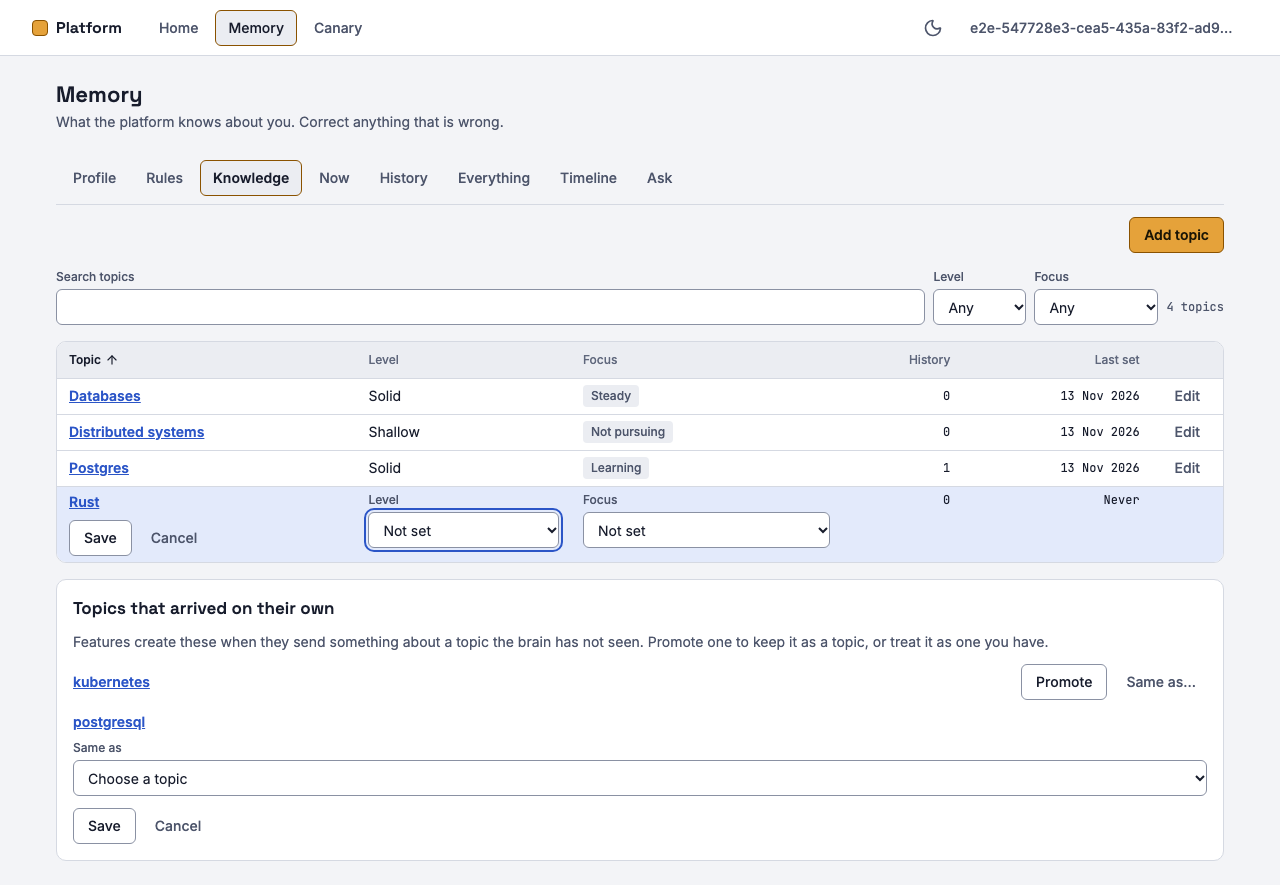 Platform Home Memory Canary e2e-547728e3-cea5-435a-83f2-ad9...
Memory
What the platform knows about you. Correct anything that is wrong.
Profile Rules Knowledge Now History Everything Timeline Ask
Add topic
Search topics Level Focus
Any Any 4 topics
Topic ↑ Level Focus History Last set
Databases Solid Steady 0 13 Nov 2026 Edit
Distributed systems Shallow Not pursuing 0 13 Nov 2026 Edit
Postgres Solid Learning 1 13 Nov 2026 Edit
Rust Level Focus 0 Never
Not set Not set
Save Cancel
Topics that arrived on their own
Features create these when they send something about a topic the brain has not seen. Promote one to keep it as a topic, or treat it as one you have.
kubernetes Promote Same as...
postgresql
Same as
Choose a topic
Save Cancel